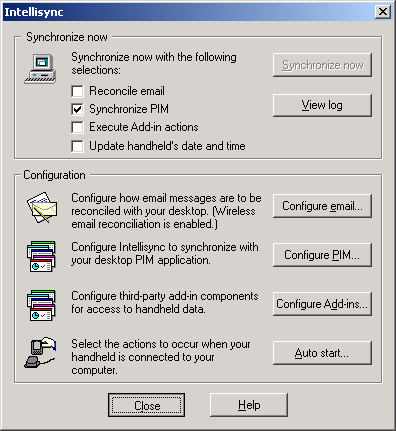 Intellisync
Synchronize now
Synchronize now with the following
selections:
Synchronize now
Reconcile email
Synchronize PIM
View log
Execute Add-in actions
Update handheld's date and time
Configuration
Configure how email messages are to be
reconciled with your desktop. (Wireless
email reconciliation is enabled.)
Configure email...
Configure Intellisync to synchronize with
your desktop PIM application.
Configure PIM...
Configure third-party add-in components
for access to handheld data.
Configure Add-ins...
Select the actions to occur when your
handheld is connected to your
computer.
Auto start...
Close
Help